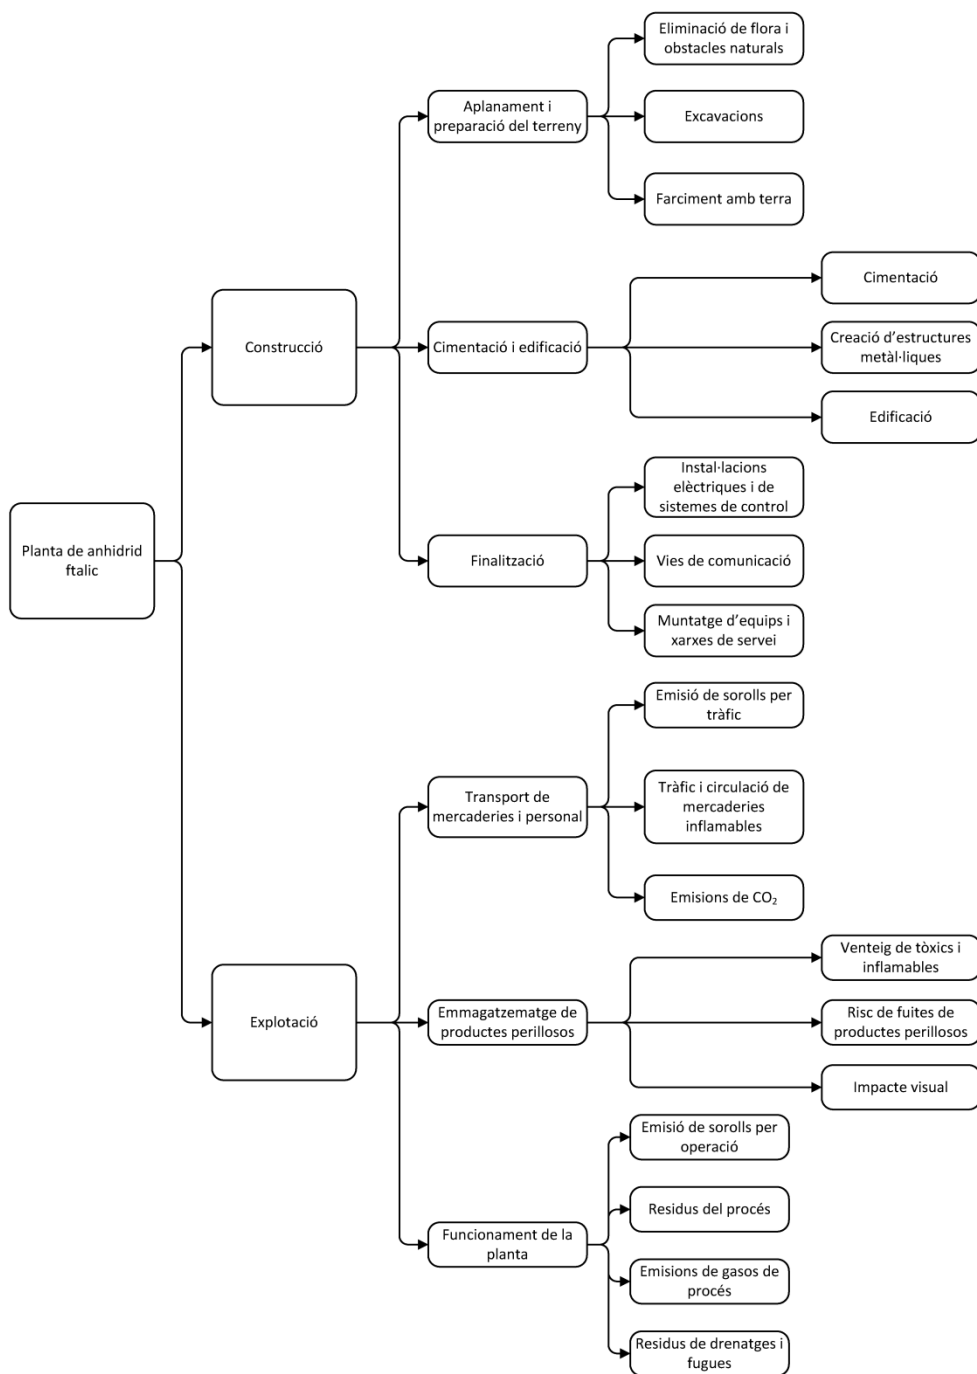 Planta de anhidrid
ftalic
Construcció
Aplanament i
preparació del terreny
Eliminació de flora i
obstacles naturals
Excavacions
Farciment amb terra
Cimentació i edificació
Cimentació
Creació d’estructures
metàl·liques
Edificació
Finalització
Instal·lacions
elèctriques i de
sistemes de control
Vies de comunicació
Muntatge d’equips i
xarxes de servei
Explotació
Transport de
mercaderies i personal
Emisió de sorolls per
tràfic
Tràfic i circulació de
mercaderies
inflamables
Emisions de CO₂
Emmagatzematge de
productes perillosos
Venteig de tòxics i
inflamables
Risc de fuites de
productes perillosos
Impacte visual
Funcionament de la
planta
Emisió de sorolls per
operació
Residus del procés
Emisions de gasos de
procés
Residus de drenatges i
fugues